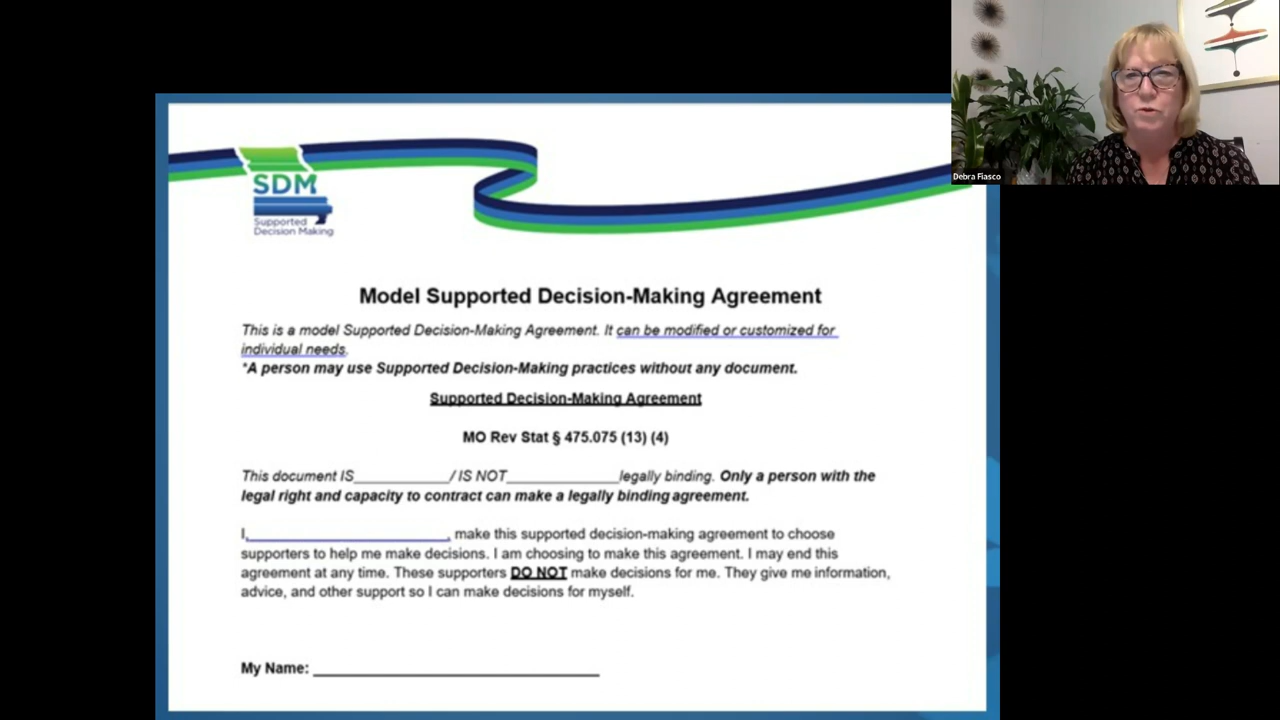 Debra Fiasco
SDM
Supported
Decision Making
Model Supported Decision-Making Agreement
This is a model Supported Decision-Making Agreement. It can be modified or customized for
individual needs.
*A person may use Supported Decision-Making practices without any document.
Supported Decision-Making Agreement
MO Rev Stat § 475.075 (13) (4)
This document IS___________/ IS NOT_____________legally binding. Only a person with the
legal right and capacity to contract can make a legally binding agreement.
I,________________________, make this supported decision-making agreement to choose
supporters to help me make decisions. I am choosing to make this agreement. I may end this
agreement at any time. These supporters DO NOT make decisions for me. They give me information,
advice, and other support so I can make decisions for myself.
My Name: ________________________________